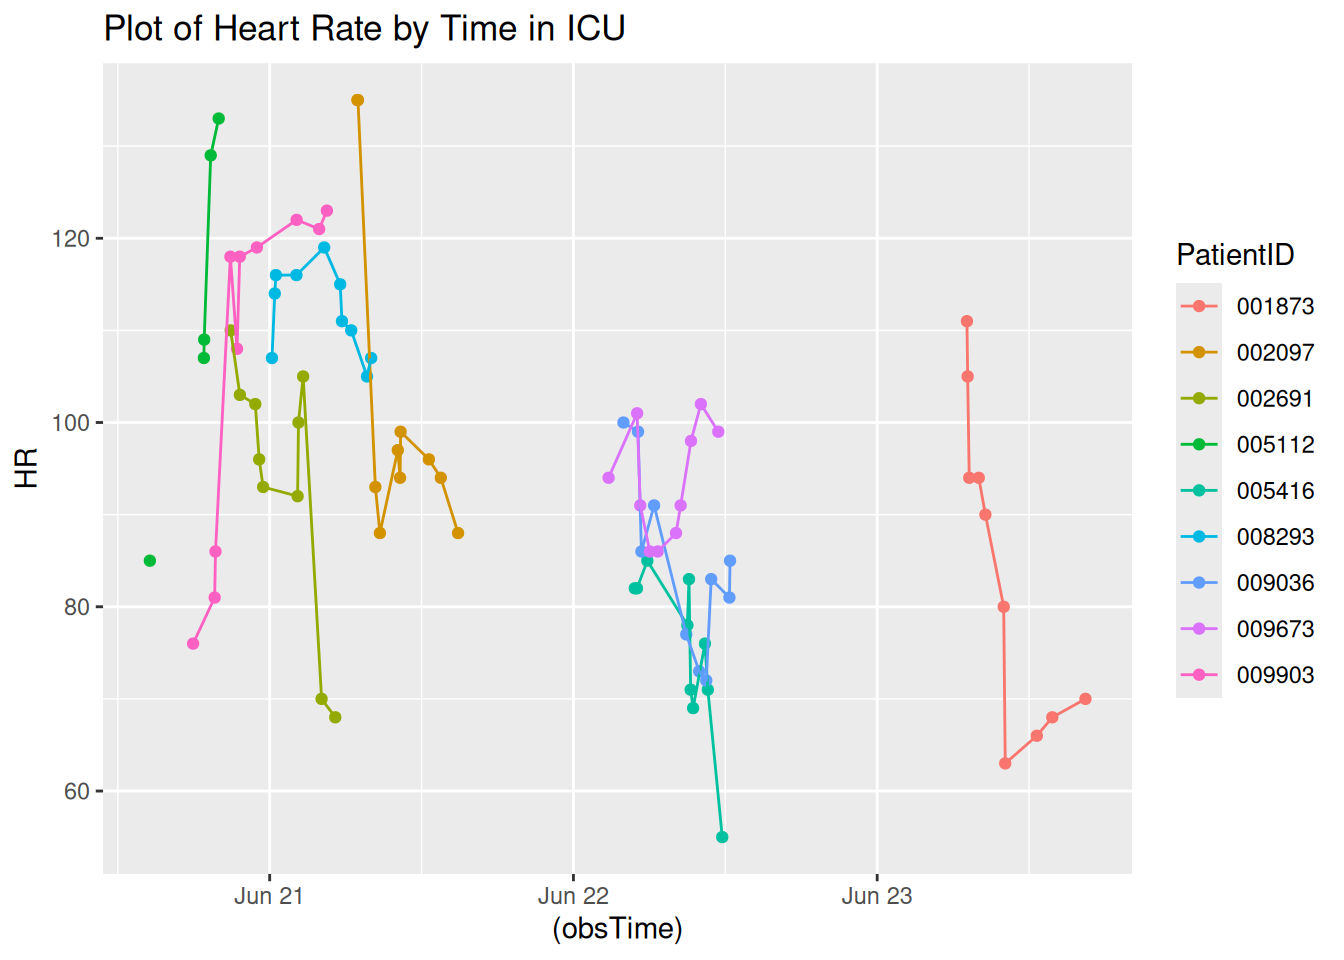 Plot of Heart Rate by Time in ICU
HR
120
100
80
60
Jun 21
Jun 22
Jun 23
(obsTime)
PatientID
001873
002097
002691
005112
005416
008293
009036
009673
009903